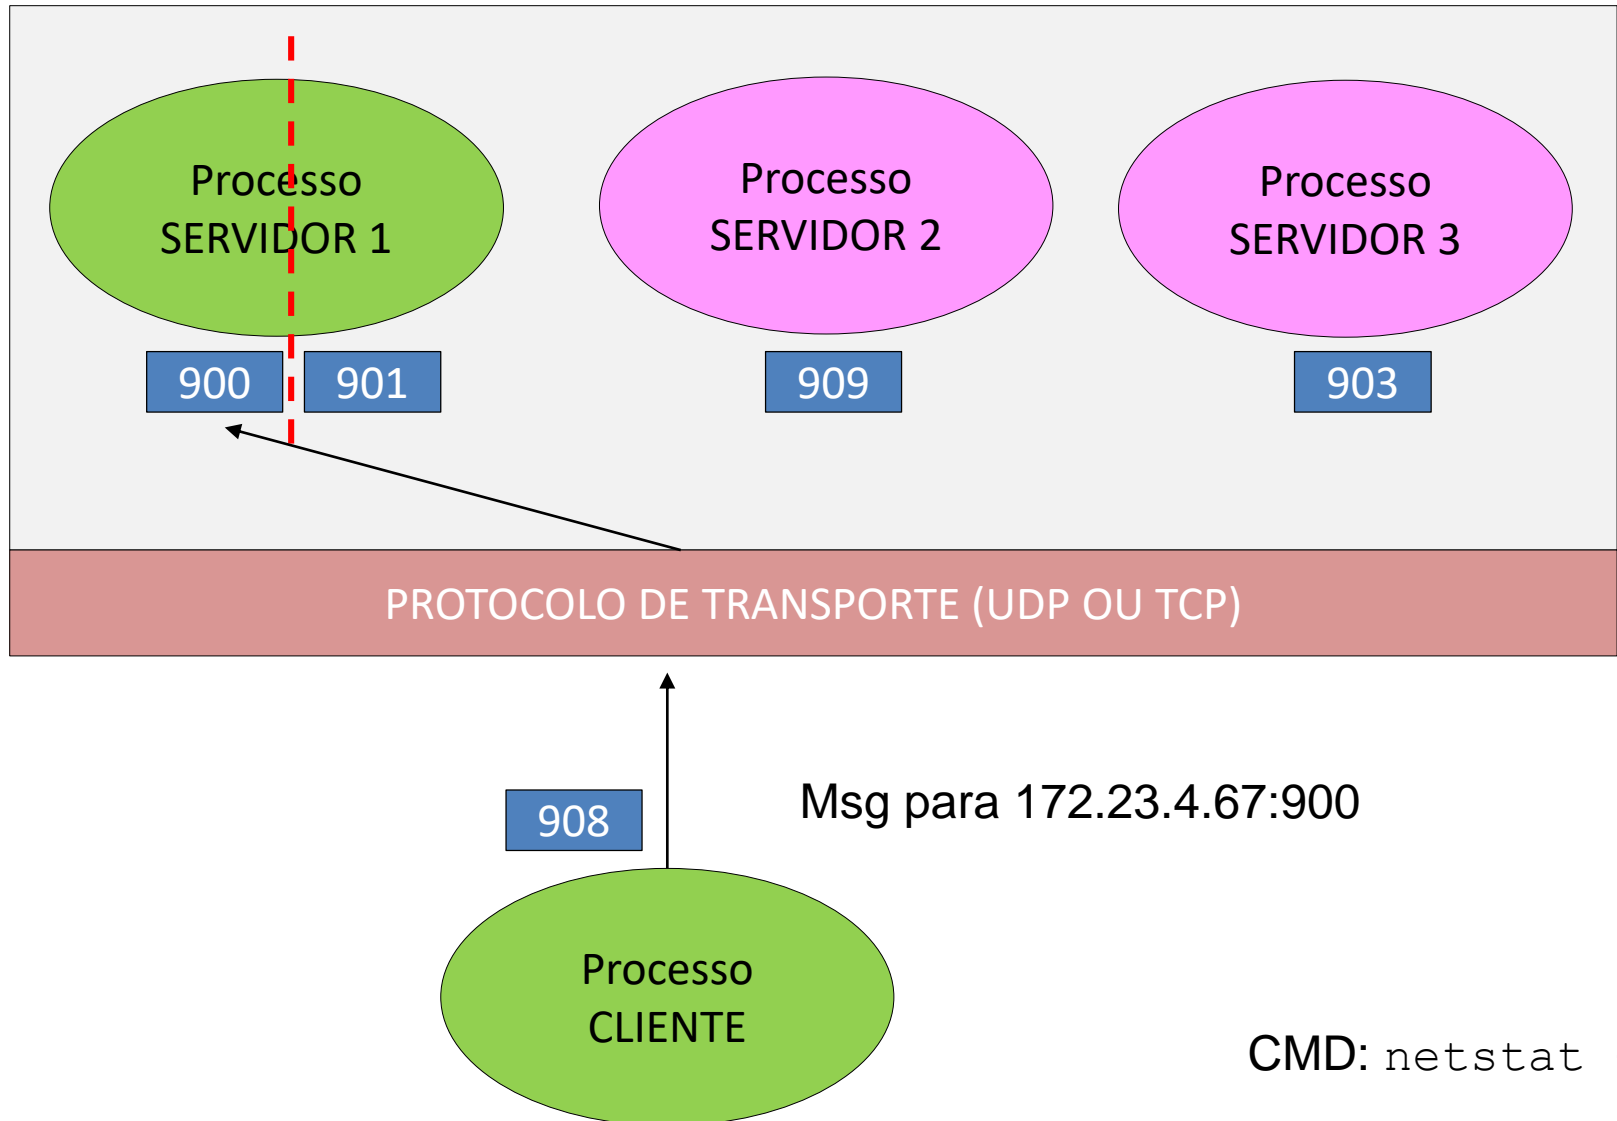 Processo
SERVIDOR 1
Processo
SERVIDOR 2
Processo
SERVIDOR 3
900
901
909
903
PROTOCOLO DE TRANSPORTE (UDP OU TCP)
908
Msg para 172.23.4.67:900
Processo
CLIENTE
CMD: netstat